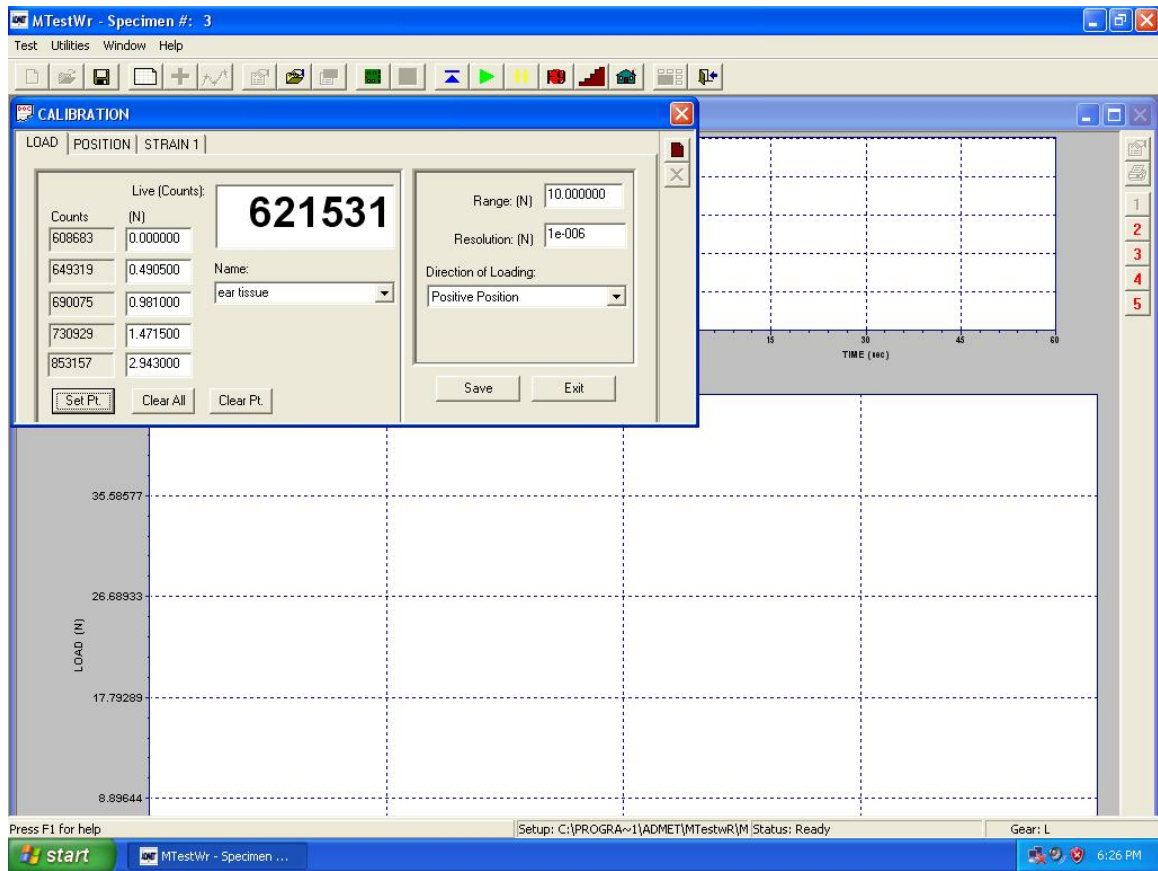 MTestWr - Specimen #: 3
Test Utilities Window Help
F9
CALIBRATION
LOAD POSITION STRAIN 1
Live (Counts):
621531
Counts (N)
608683 0.000000
649319 0.490500
690075 0.981000
730929 1.471500
853157 2.943000
Name:
ear tissue
Set Pt. Clear All Clear Pt.
Range: (N) 10.000000
Resolution: (N) 1e-006
Direction of Loading:
Positive Position
Save Exit
1
2
3
4
5
15 30 45 60
TIME (sec)
35.58577
26.68933
17.79289
8.89644
LOAD (N)
Press F1 for help Setup: C:\PROGRA~1\ADMET\MTestwR\M Status: Ready Gear: L
start MTestWr - Specimen ... 6:26 PM